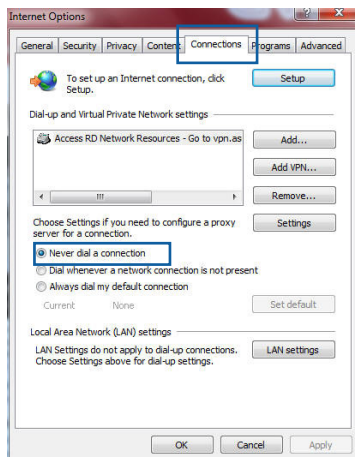 Internet Options
General Security Privacy Content Connections Programs Advanced
To set up an Internet connection, click
Setup.
Setup
Dial-up and Virtual Private Network settings
Access RD Network Resources - Go to vpn.as
Add...
Add VPN...
Remove...
Choose Settings if you need to configure a proxy
server for a connection.
Settings
Never dial a connection
Dial whenever a network connection is not present
Always dial my default connection
Current None
Set default
Local Area Network (LAN) settings
LAN Settings do not apply to dial-up connections.
Choose Settings above for dial-up settings.
LAN settings
OK Cancel Apply